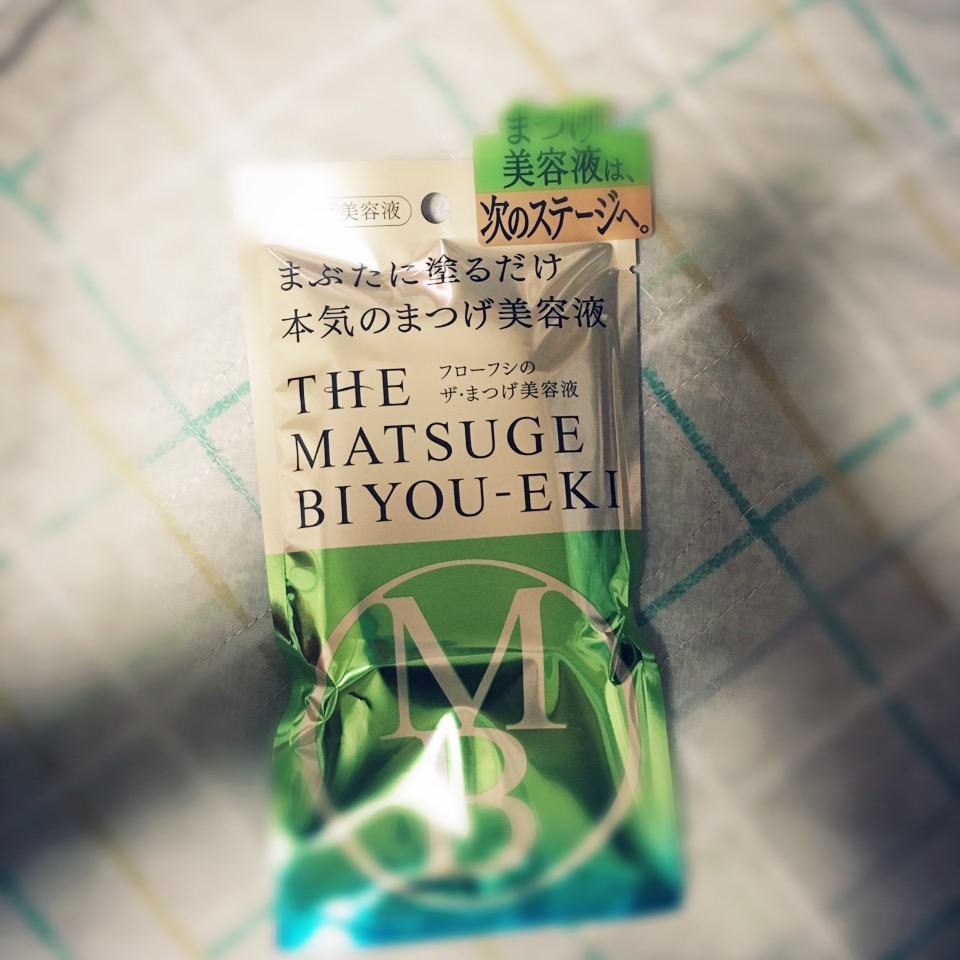 まつげ
美容液は、
次のステージへ。
美容液
まぶたに塗るだけ
本気のまつげ美容液
THE
フローフシの
ザ・まつげ美容液
MATSUGE
BIYOU-EKI
M
B